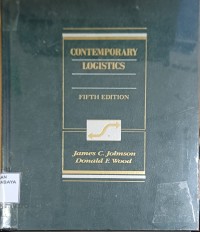 CONTEMPORARY
LOGISTICS
FIFTH EDITION
James C. Johnson
Donald F. Wood